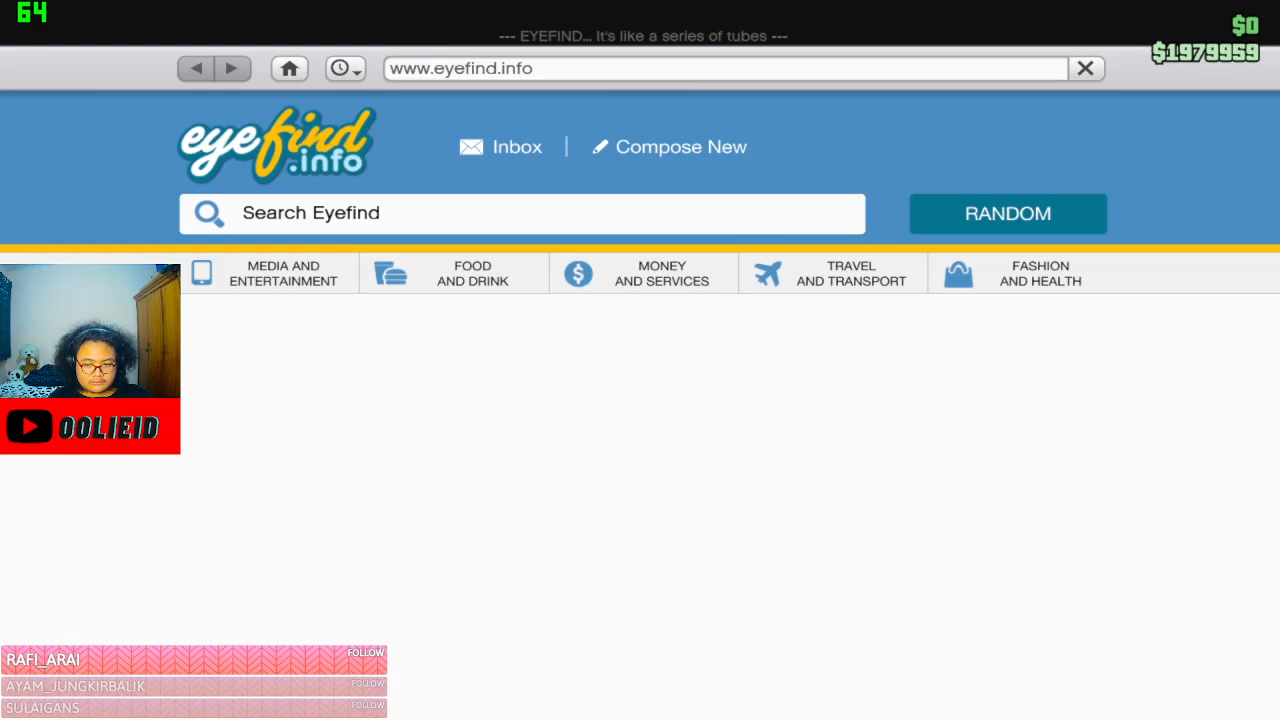 64
$0
$1979959
--- EYEFIND... It's like a series of tubes ---
www.eyefind.info
eyefind.info
Inbox | Compose New
Search Eyefind
RANDOM
MEDIA AND ENTERTAINMENT
FOOD AND DRINK
MONEY AND SERVICES
TRAVEL AND TRANSPORT
FASHION AND HEALTH
OOLIEID
RAFI_ARAI FOLLOW
AYAM_JUNGKIRBALIK FOLLOW
SULAIGANS FOLLOW